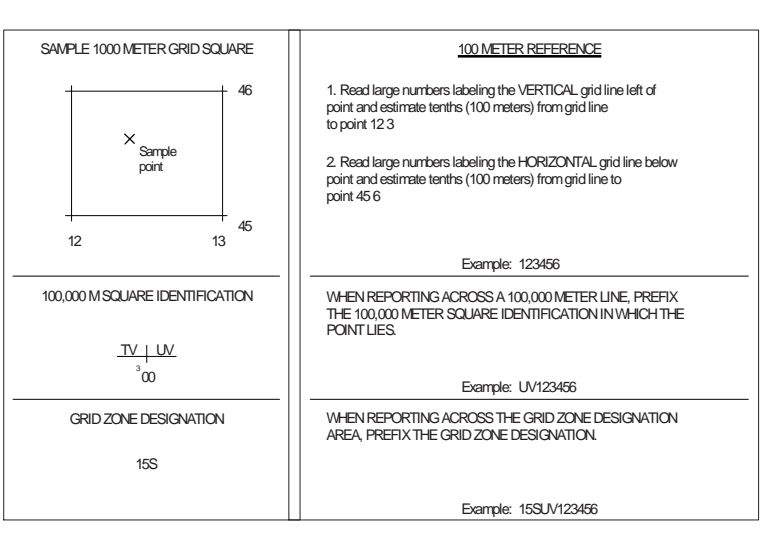 SAMPLE 1000 METER GRID SQUARE
46
Sample
point
45
12 13
100,000 M SQUARE IDENTIFICATION
TV UV
3 00
GRID ZONE DESIGNATION
15S
100 METER REFERENCE
1. Read large numbers labeling the VERTICAL grid line left of
point and estimate tenths (100 meters) from grid line
to point 12 3
2. Read large numbers labeling the HORIZONTAL grid line below
point and estimate tenths (100 meters) from grid line to
point 45 6
Example: 123456
WHEN REPORTING ACROSS A 100,000 METER LINE, PREFIX
THE 100,000 METER SQUARE IDENTIFICATION IN WHICH THE
POINT LIES.
Example: UV123456
WHEN REPORTING ACROSS THE GRID ZONE DESIGNATION
AREA, PREFIX THE GRID ZONE DESIGNATION.
Example: 15SUV123456